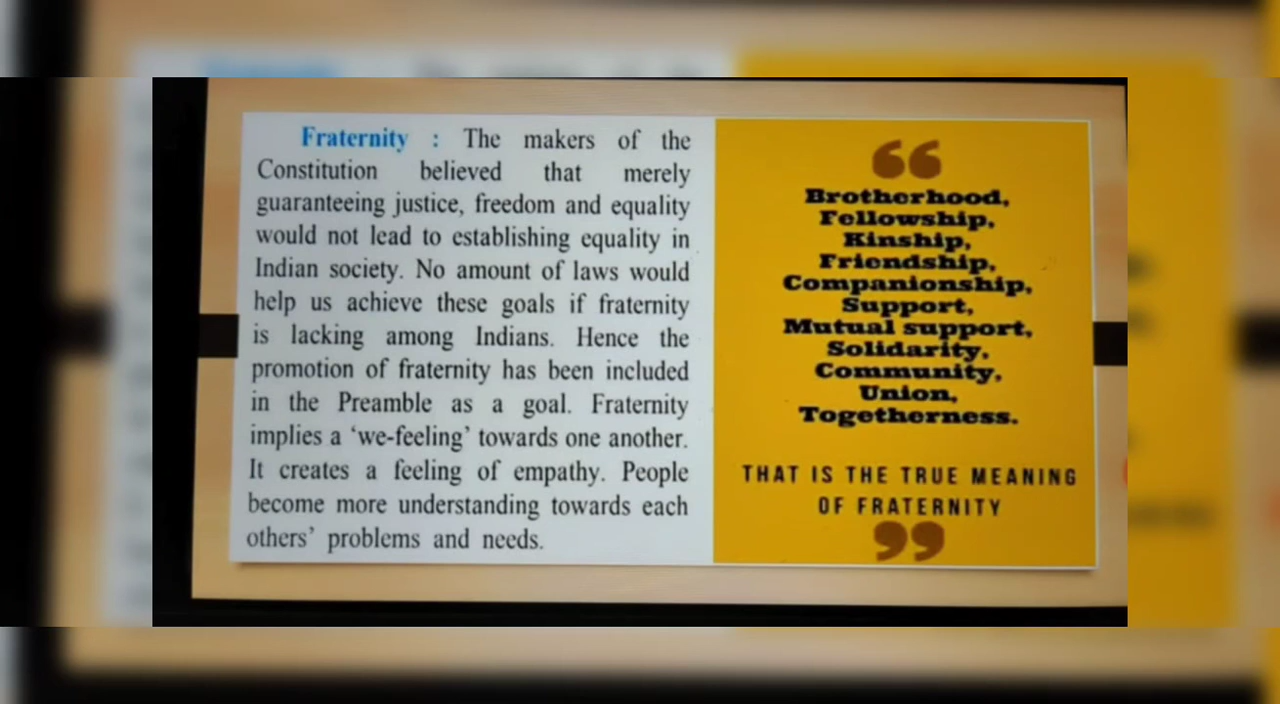 Fraternity : The makers of the
Constitution believed that merely
guaranteeing justice, freedom and equality
would not lead to establishing equality in
Indian society. No amount of laws would
help us achieve these goals if fraternity
is lacking among Indians. Hence the
promotion of fraternity has been included
in the Preamble as a goal. Fraternity
implies a ‘we-feeling’ towards one another.
It creates a feeling of empathy. People
become more understanding towards each
others’ problems and needs.
“
Brotherhood,
Fellowship,
Kinship,
Friendship,
Companionship,
Support,
Mutual support,
Solidarity,
Community,
Union,
Togetherness.
THAT IS THE TRUE MEANING
OF FRATERNITY
”